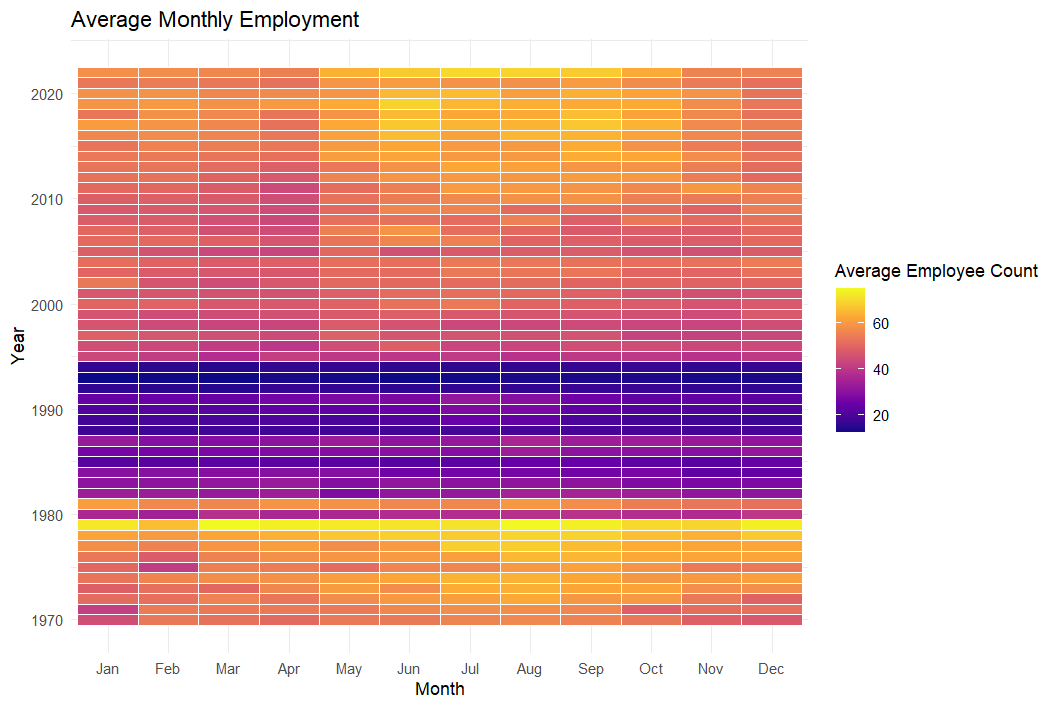 Average Monthly Employment
Year
2020
2010
2000
1990
1980
1970
Jan Feb Mar Apr May Jun Jul Aug Sep Oct Nov Dec
Month
Average Employee Count
60
40
20